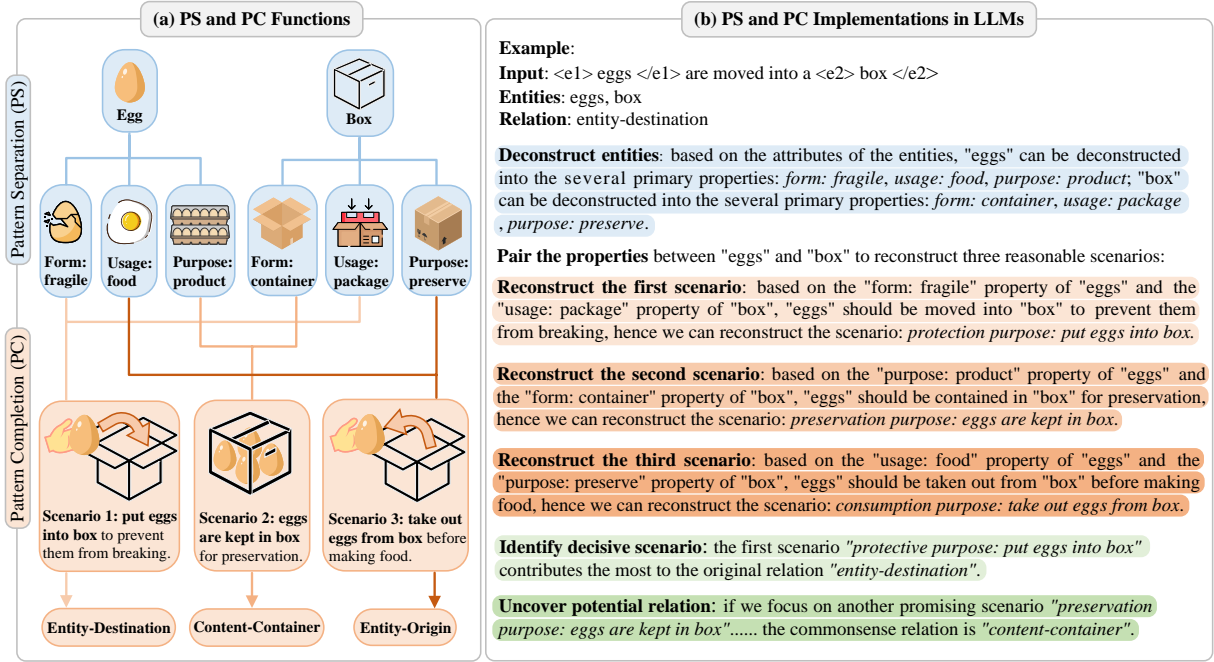 (a) PS and PC Functions
Pattern Separation (PS)
Egg
Box
Form:
fragile
Usage:
food
Purpose:
product
Form:
container
Usage:
package
Purpose:
preserve
Pattern Completion (PC)
Scenario 1: put eggs
into box to prevent
them from breaking.
Scenario 2: eggs
are kept in box
for preservation.
Scenario 3: take out
eggs from box before
making food.
Entity-Destination
Content-Container
Entity-Origin
(b) PS and PC Implementations in LLMs
Example:
Input: <e1> eggs </e1> are moved into a <e2> box </e2>
Entities: eggs, box
Relation: entity-destination
Deconstruct entities: based on the attributes of the entities, "eggs" can be deconstructed
into the several primary properties: form: fragile, usage: food, purpose: product; "box"
can be deconstructed into the several primary properties: form: container, usage: package
, purpose: preserve.
Pair the properties between "eggs" and "box" to reconstruct three reasonable scenarios:
Reconstruct the first scenario: based on the "form: fragile" property of "eggs" and the
"usage: package" property of "box", "eggs" should be moved into "box" to prevent them
from breaking, hence we can reconstruct the scenario: protection purpose: put eggs into box.
Reconstruct the second scenario: based on the "purpose: product" property of "eggs" and
the "form: container" property of "box", "eggs" should be contained in "box" for preservation,
hence we can reconstruct the scenario: preservation purpose: eggs are kept in box.
Reconstruct the third scenario: based on the "usage: food" property of "eggs" and the
"purpose: preserve" property of "box", "eggs" should be taken out from "box" before making
food, hence we can reconstruct the scenario: consumption purpose: take out eggs from box.
Identify decisive scenario: the first scenario "protective purpose: put eggs into box"
contributes the most to the original relation "entity-destination".
Uncover potential relation: if we focus on another promising scenario "preservation
purpose: eggs are kept in box"...... the commonsense relation is "content-container".